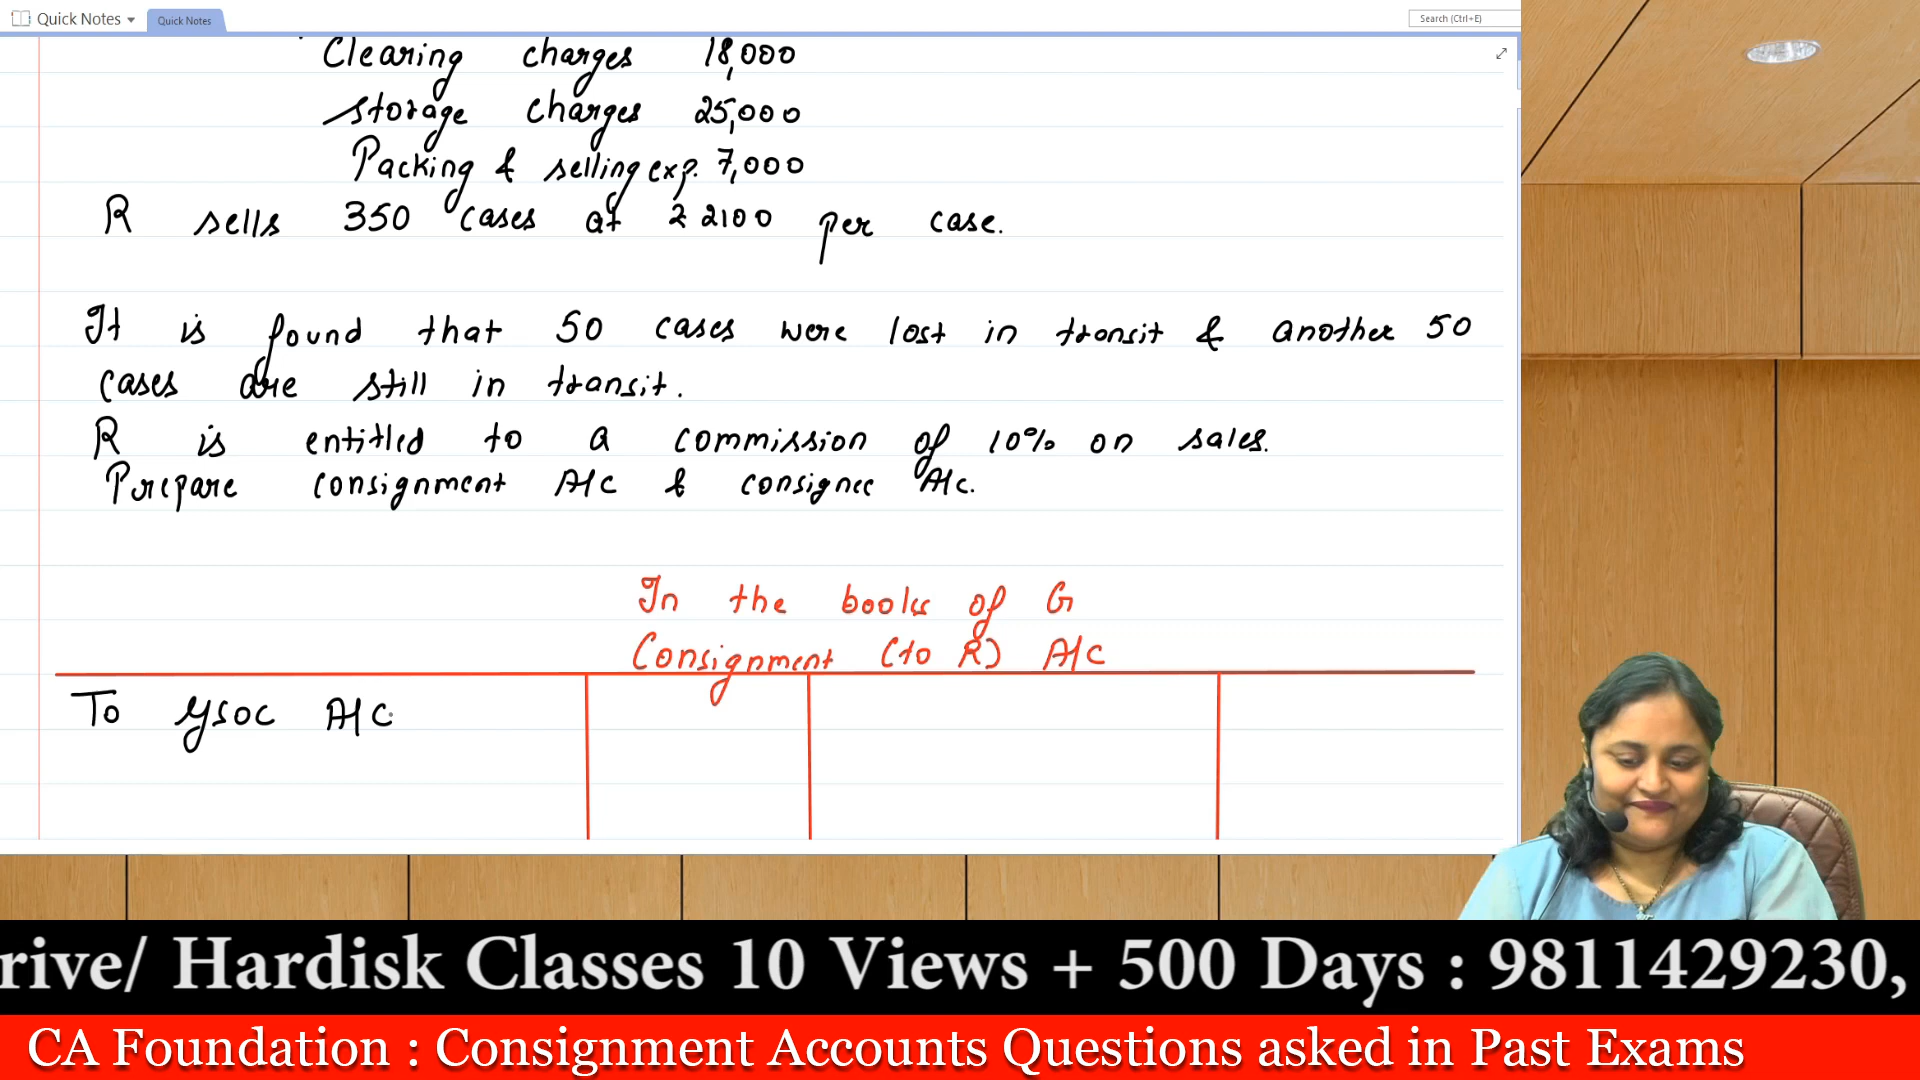 Quick Notes
Quick Notes
Search (Ctrl+E)
Clearing charges 18,000
Storage charges 25,000
Packing & selling exp. 7,000
R sells 350 cases at ₹ 2100 per case.
It is found that 50 cases were lost in transit & another 50
cases are still in transit.
R is entitled to a commission of 10% on sales.
Prepare consignment A/c & consignee A/c.
In the books of G
Consignment (to R) A/C
To GSOC A/C
rive/ Hardisk Classes 10 Views + 500 Days : 9811429230,
CA Foundation : Consignment Accounts Questions asked in Past Exams